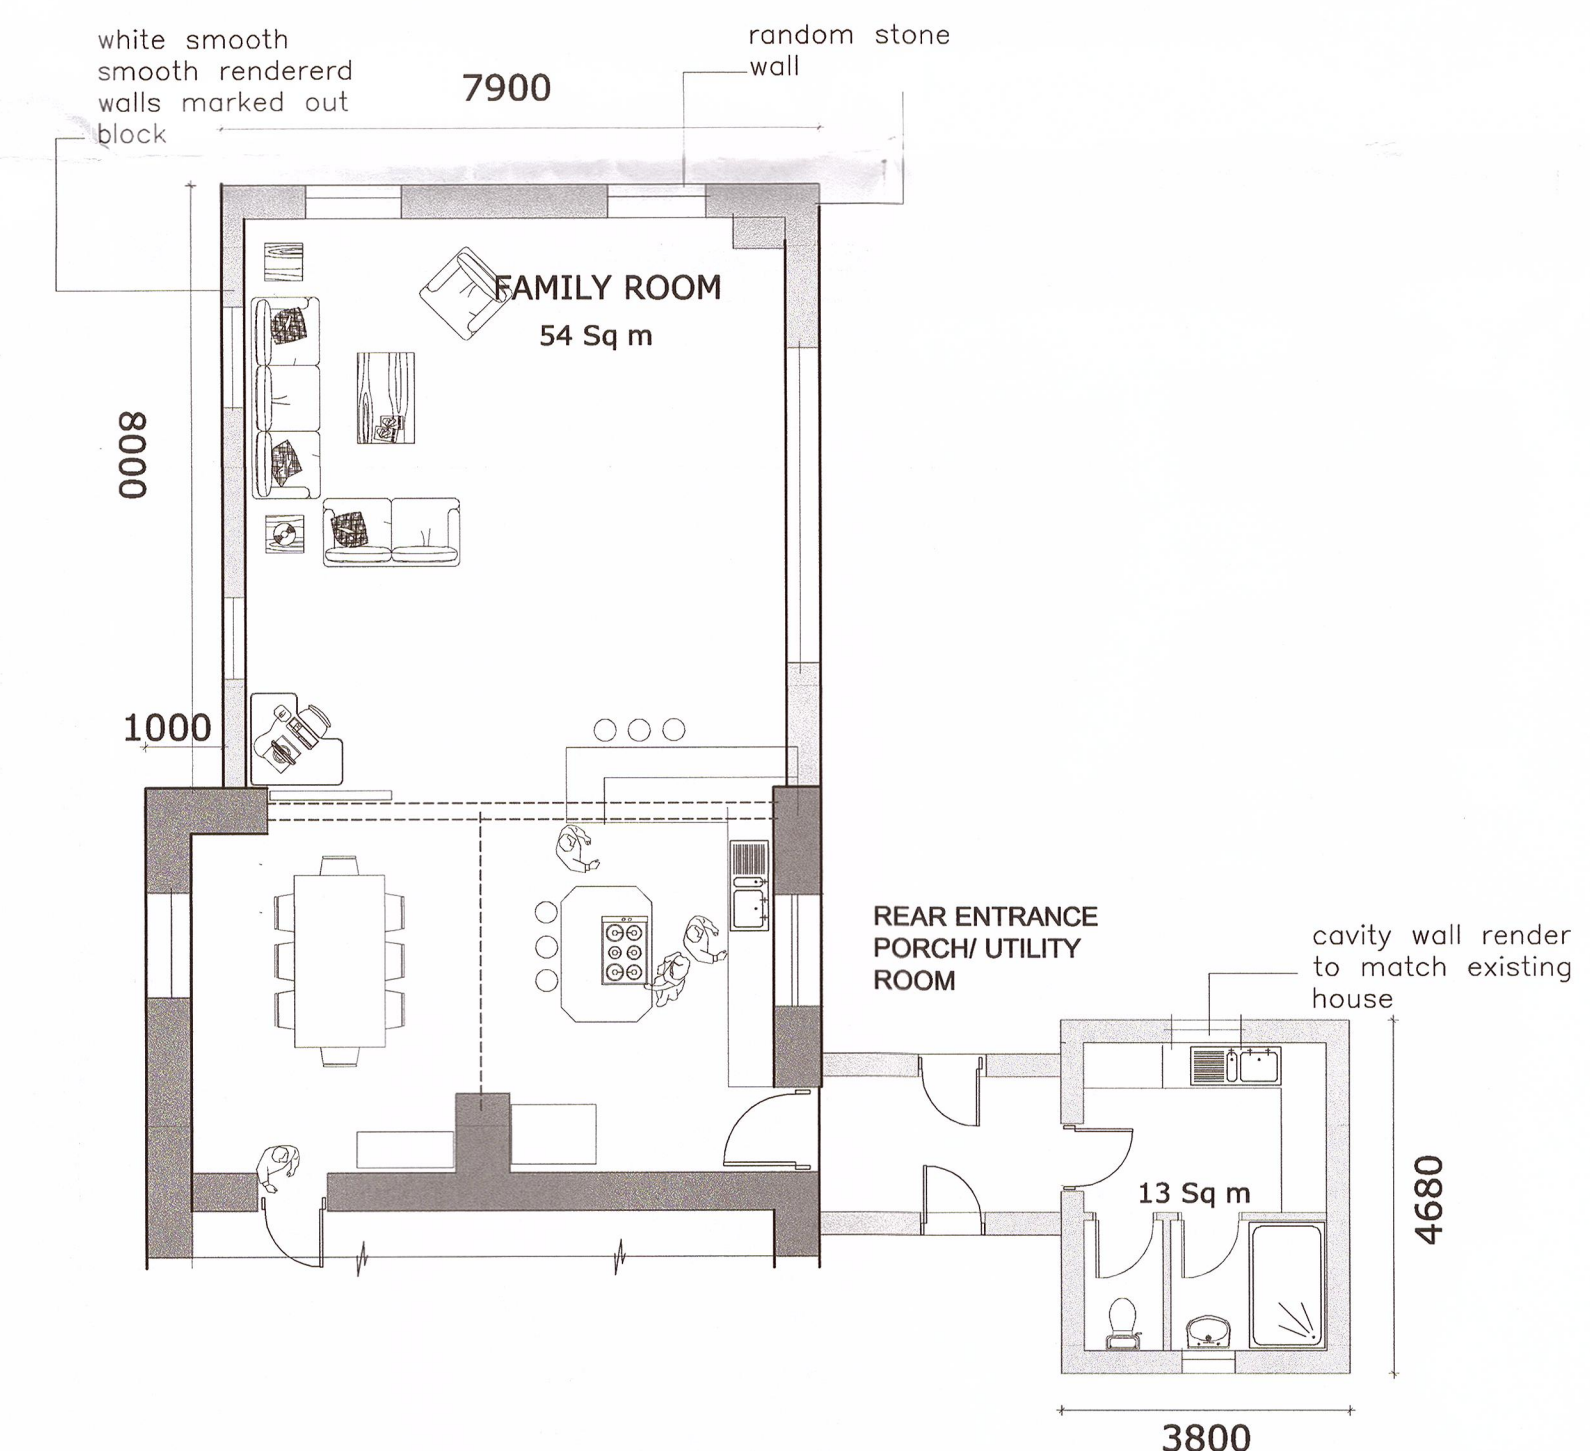 white smooth
smooth rendererd
walls marked out
block
7900
random stone
wall
FAMILY ROOM
54 Sq m
8000
1000
REAR ENTRANCE
PORCH/ UTILITY
ROOM
cavity wall render
to match existing
house
13 Sq m
4680
3800